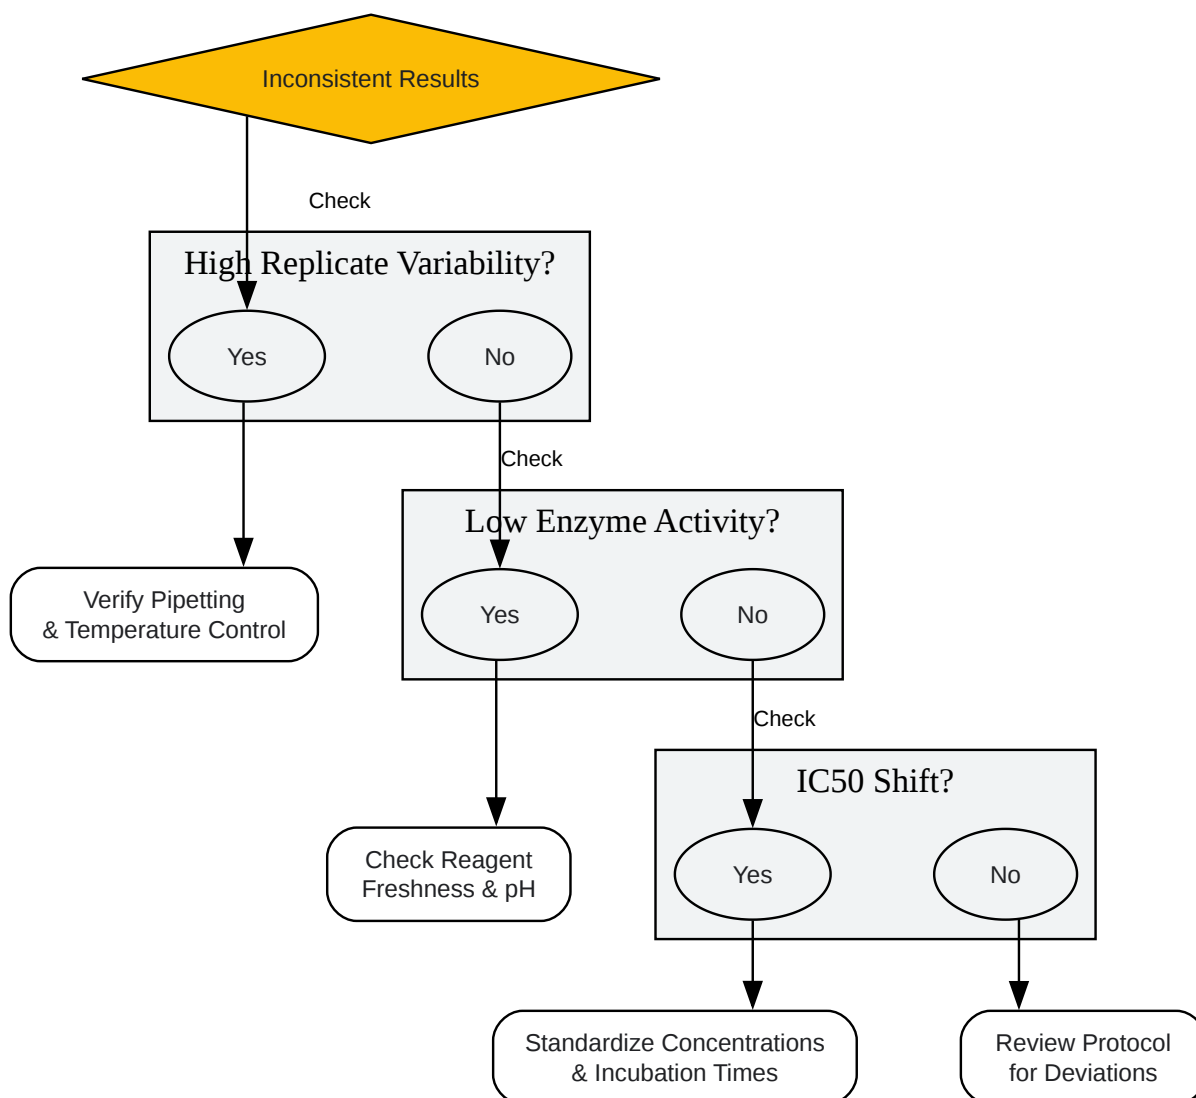 Inconsistent Results
Check
High Replicate Variability?
Yes
No
Check
Low Enzyme Activity?
Verify Pipetting
& Temperature Control
Yes
No
Check
IC50 Shift?
Check Reagent
Freshness & pH
Yes
No
Standardize Concentrations
& Incubation Times
Review Protocol
for Deviations